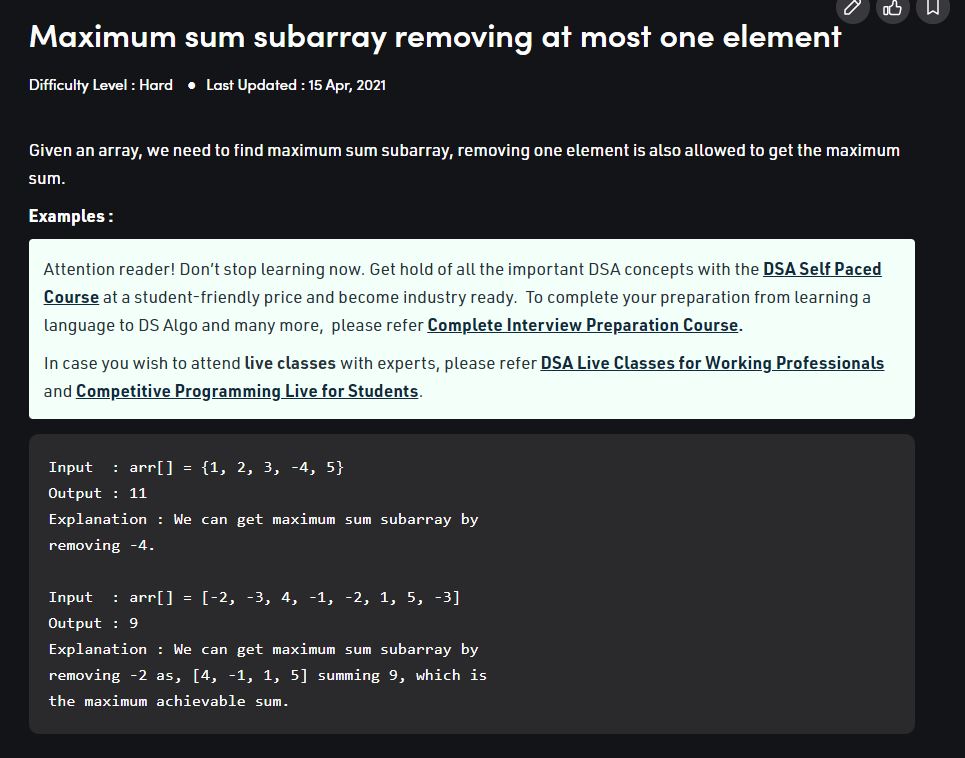 Maximum sum subarray removing at most one element
Difficulty Level : Hard ● Last Updated : 15 Apr, 2021
Given an array, we need to find maximum sum subarray, removing one element is also allowed to get the maximum
sum.
Examples :
Attention reader! Don’t stop learning now. Get hold of all the important DSA concepts with the DSA Self Paced
Course at a student-friendly price and become industry ready.  To complete your preparation from learning a
language to DS Algo and many more,  please refer Complete Interview Preparation Course.
In case you wish to attend live classes with experts, please refer DSA Live Classes for Working Professionals
and Competitive Programming Live for Students.
Input  : arr[] = {1, 2, 3, -4, 5}
Output : 11
Explanation : We can get maximum sum subarray by
removing -4.
Input  : arr[] = [-2, -3, 4, -1, -2, 1, 5, -3]
Output : 9
Explanation : We can get maximum sum subarray by
removing -2 as, [4, -1, 1, 5] summing 9, which is
the maximum achievable sum.